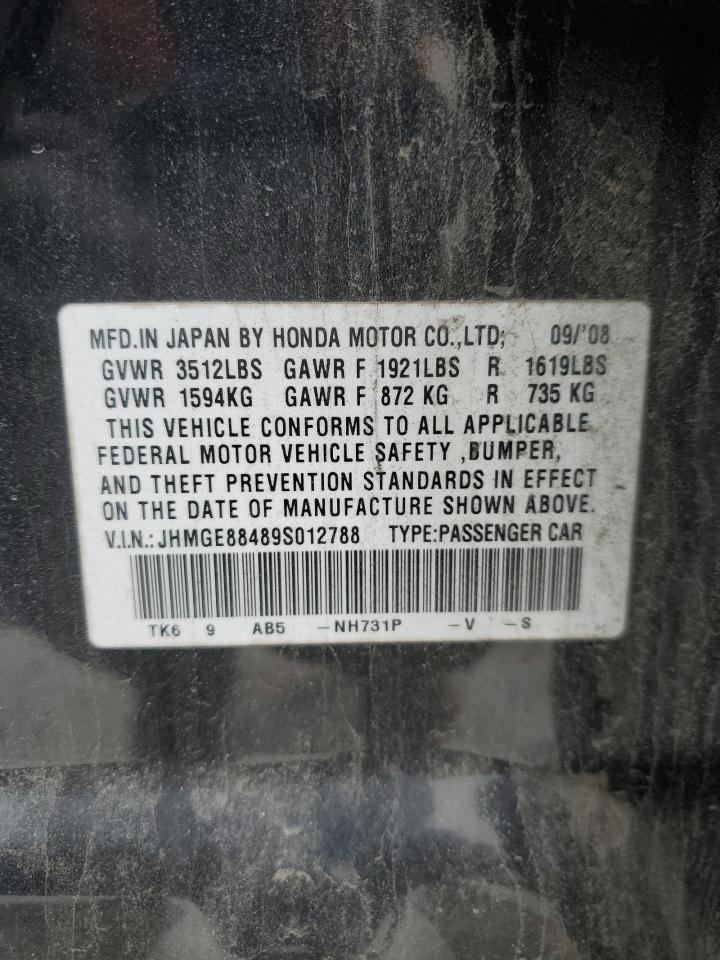 MFD.IN JAPAN BY HONDA MOTOR CO.,LTD; 09/'08
GVWR 3512LBS GAWR F 1921LBS R 1619LBS
GVWR 1594KG GAWR F 872 KG R 735 KG
THIS VEHICLE CONFORMS TO ALL APPLICABLE
FEDERAL MOTOR VEHICLE SAFETY ,BUMPER,
AND THEFT PREVENTION STANDARDS IN EFFECT
ON THE DATE OF MANUFACTURE SHOWN ABOVE.
V.I.N.: JHMGE88489S012788 TYPE:PASSENGER CAR
TK6 9 AB5 -NH731P -V -S